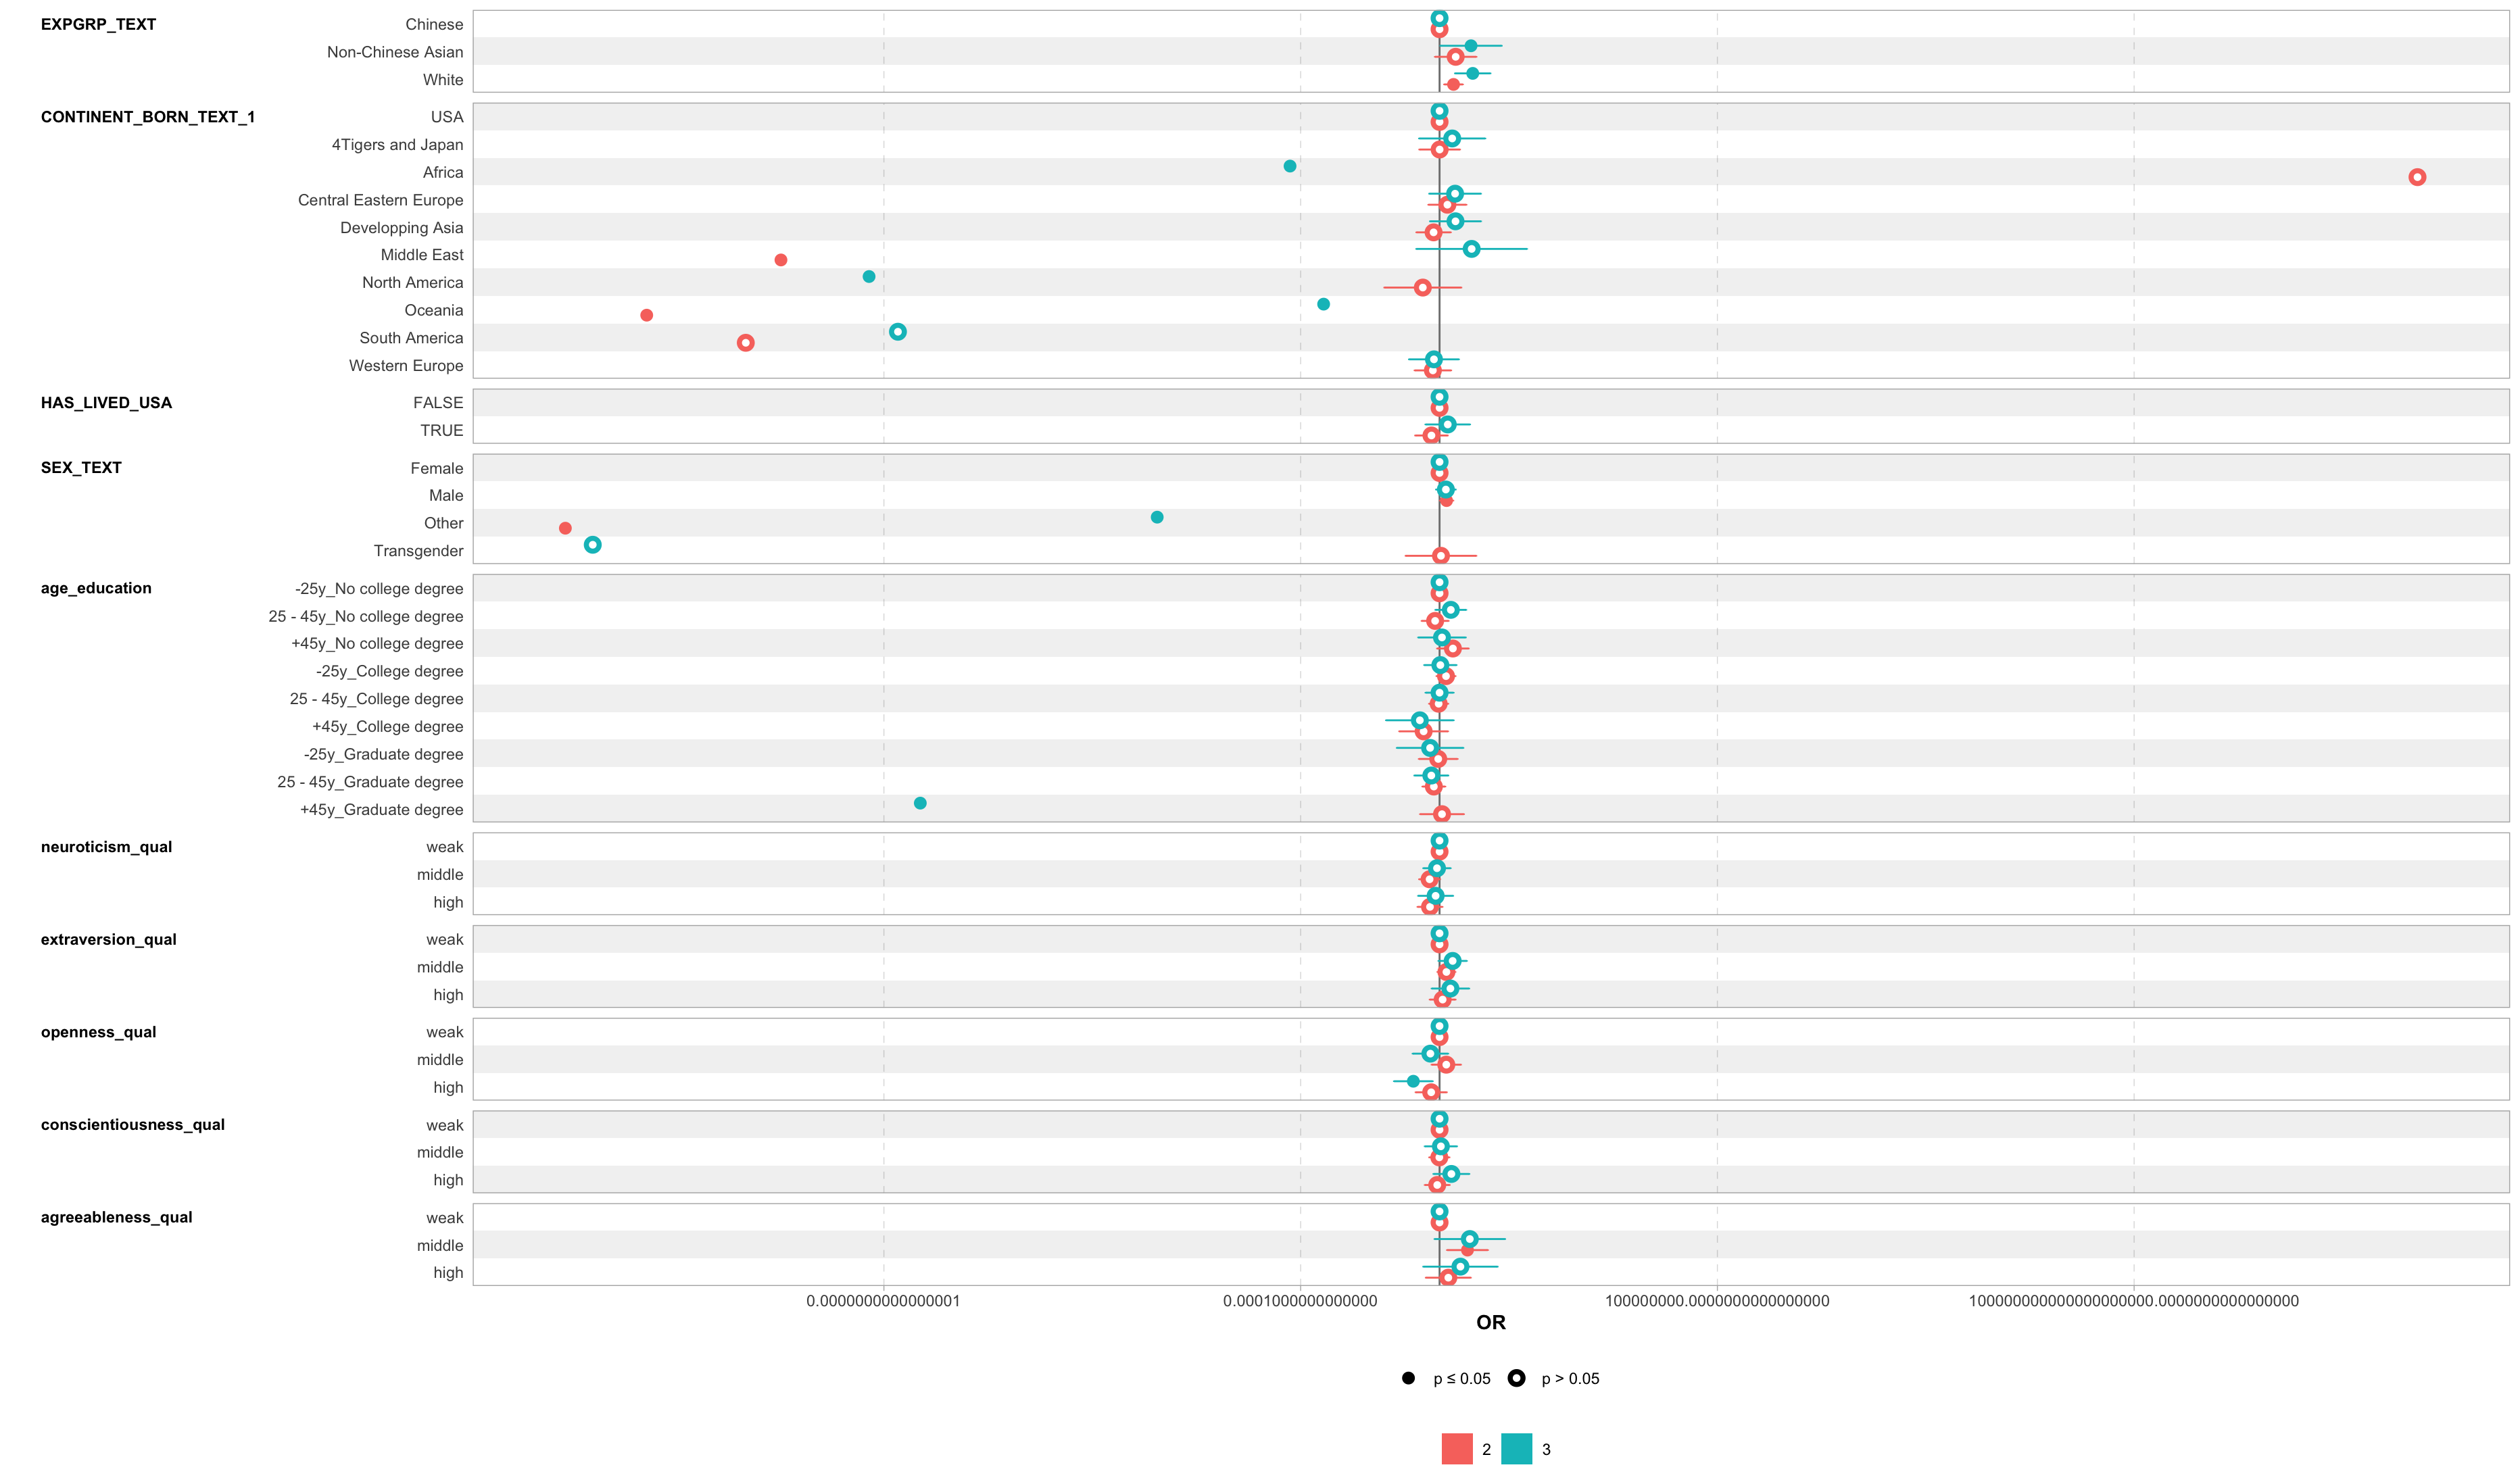 EXPGRP_TEXT
Chinese
Non-Chinese Asian
White
CONTINENT_BORN_TEXT_1
USA
4Tigers and Japan
Africa
Central Eastern Europe
Developping Asia
Middle East
North America
Oceania
South America
Western Europe
HAS_LIVED_USA
FALSE
TRUE
SEX_TEXT
Female
Male
Other
Transgender
age_education
-25y_No college degree
25 - 45y_No college degree
+45y_No college degree
-25y_College degree
25 - 45y_College degree
+45y_College degree
-25y_Graduate degree
25 - 45y_Graduate degree
+45y_Graduate degree
neuroticism_qual
weak
middle
high
extraversion_qual
weak
middle
high
openness_qual
weak
middle
high
conscientiousness_qual
weak
middle
high
agreeableness_qual
weak
middle
high
0.0000000000000001 0.0001000000000000 100000000.0000000000000000 100000000000000000000.0000000000000000
OR
p ≤ 0.05 p > 0.05
2 3